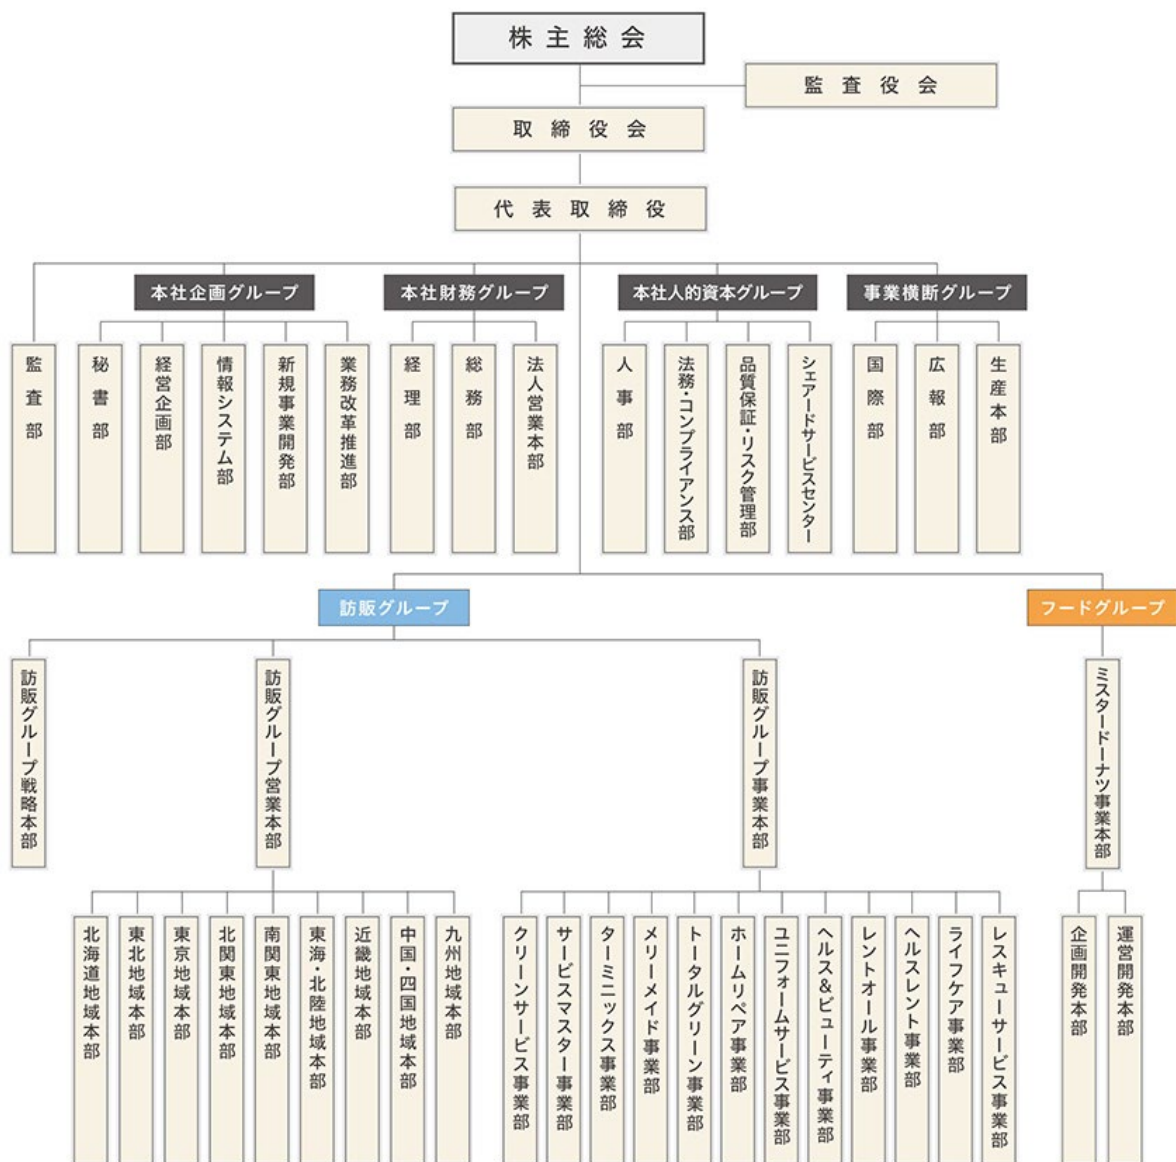 株主総会
監査役会
取締役会
代表取締役
本社企画グループ
本社財務グループ
本社人的資本グループ
事業横断グループ
監査部
秘書部
経営企画部
情報システム部
新規事業開発部
業務改革推進部
経理部
総務部
法人営業本部
人事部
法務・コンプライアンス部
品質保証・リスク管理部
シェアードサービスセンター
国際部
広報部
生産本部
訪販グループ
フードグループ
訪販グループ戦略本部
訪販グループ営業本部
訪販グループ事業本部
ミスタードーナツ事業本部
北海道地域本部
東北地域本部
東京地域本部
北関東地域本部
南関東地域本部
東海・北陸地域本部
近畿地域本部
中国・四国地域本部
九州地域本部
クリーンサービス事業部
サービスマスター事業部
ターミニックス事業部
メリーメイド事業部
トータルグリーン事業部
ホームリペア事業部
ユニフォームサービス事業部
ヘルス&ビューティ事業部
レントオール事業部
ヘルスレント事業部
ライフケア事業部
レスキューサービス事業部
企画開発本部
運営開発本部